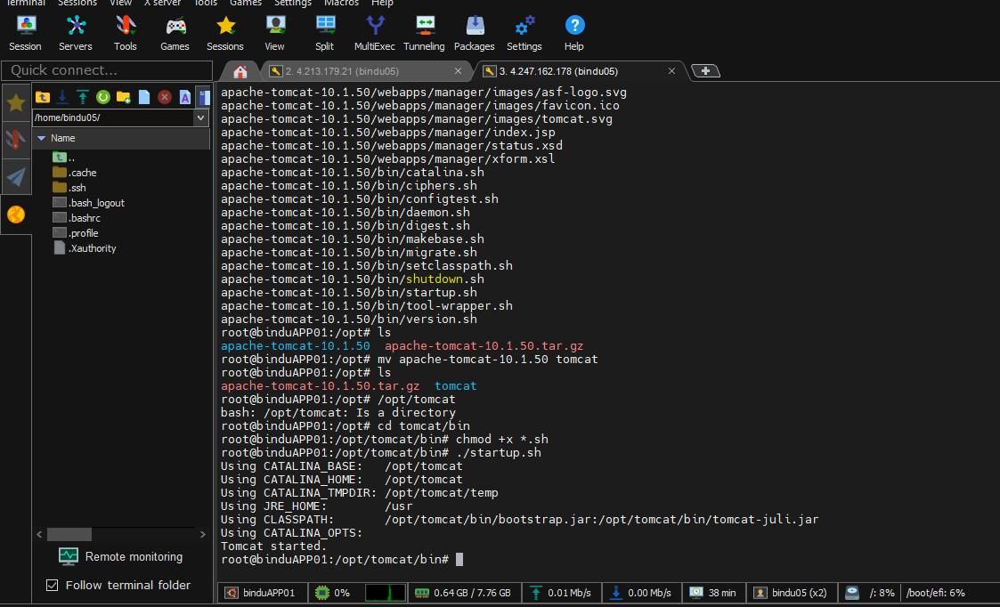 Terminal Sessions View X server Tools Games Settings Macros Help
Session Servers Tools Games Sessions View Split MultiExec Tunneling Packages Settings Help
Quick connect...
2. 4.213.179.21 (bindu05)
3. 4.247.162.178 (bindu05)
/home/bindu05/
Name
..
.cache
.ssh
.bash_logout
.bashrc
.profile
.Xauthority
Remote monitoring
Follow terminal folder
apache-tomcat-10.1.50/webapps/manager/images/asf-logo.svg
apache-tomcat-10.1.50/webapps/manager/images/favicon.ico
apache-tomcat-10.1.50/webapps/manager/images/tomcat.svg
apache-tomcat-10.1.50/webapps/manager/index.jsp
apache-tomcat-10.1.50/webapps/manager/status.xsd
apache-tomcat-10.1.50/webapps/manager/xform.xsl
apache-tomcat-10.1.50/bin/catalina.sh
apache-tomcat-10.1.50/bin/ciphers.sh
apache-tomcat-10.1.50/bin/configtest.sh
apache-tomcat-10.1.50/bin/daemon.sh
apache-tomcat-10.1.50/bin/digest.sh
apache-tomcat-10.1.50/bin/makebase.sh
apache-tomcat-10.1.50/bin/migrate.sh
apache-tomcat-10.1.50/bin/setclasspath.sh
apache-tomcat-10.1.50/bin/shutdown.sh
apache-tomcat-10.1.50/bin/startup.sh
apache-tomcat-10.1.50/bin/tool-wrapper.sh
apache-tomcat-10.1.50/bin/version.sh
root@binduAPP01:/opt# ls
apache-tomcat-10.1.50  apache-tomcat-10.1.50.tar.gz
root@binduAPP01:/opt# mv apache-tomcat-10.1.50 tomcat
root@binduAPP01:/opt# ls
apache-tomcat-10.1.50.tar.gz  tomcat
root@binduAPP01:/opt# /opt/tomcat
bash: /opt/tomcat: Is a directory
root@binduAPP01:/opt# cd tomcat/bin
root@binduAPP01:/opt/tomcat/bin# chmod +x *.sh
root@binduAPP01:/opt/tomcat/bin# ./startup.sh
Using CATALINA_BASE:   /opt/tomcat
Using CATALINA_HOME:   /opt/tomcat
Using CATALINA_TMPDIR: /opt/tomcat/temp
Using JRE_HOME:        /usr
Using CLASSPATH:       /opt/tomcat/bin/bootstrap.jar:/opt/tomcat/bin/tomcat-juli.jar
Using CATALINA_OPTS:
Tomcat started.
root@binduAPP01:/opt/tomcat/bin#
binduAPP01 0% 0.64 GB / 7.76 GB 0.01 Mb/s 0.00 Mb/s 38 min bindu05 (x2) /: 8% /boot/efi: 6%